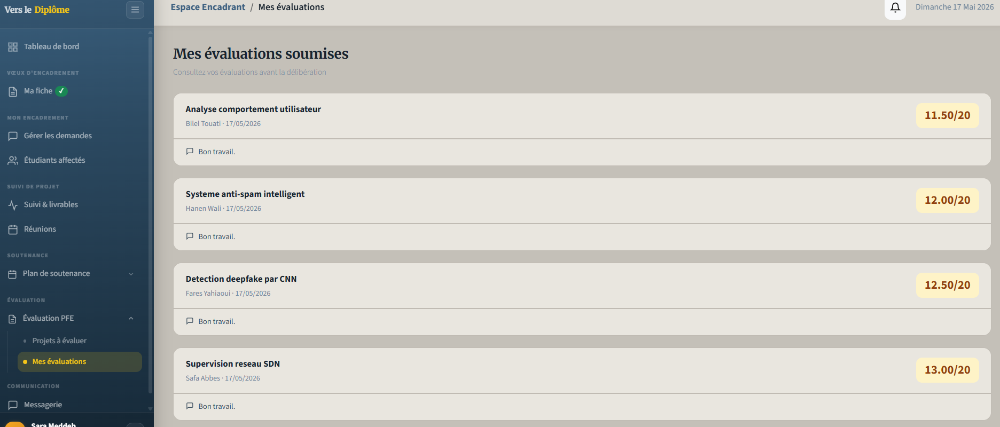 Vers le Diplôme
Tableau de bord
VŒUX D'ENCADREMENT
Ma fiche
MON ENCADREMENT
Gérer les demandes
Étudiants affectés
SUIVI DE PROJET
Suivi & livrables
Réunions
SOUTENANCE
Plan de soutenance
ÉVALUATION
Évaluation PFE
Projets à évaluer
Mes évaluations
COMMUNICATION
Messagerie
Sara Meddeb
Espace Encadrant / Mes évaluations
Dimanche 17 Mai 2026
Mes évaluations soumises
Consultez vos évaluations avant la délibération
Analyse comportement utilisateur
Bilel Touati · 17/05/2026
11.50/20
Bon travail.
Systeme anti-spam intelligent
Hanen Wali · 17/05/2026
12.00/20
Bon travail.
Detection deepfake par CNN
Fares Yahiaoui · 17/05/2026
12.50/20
Bon travail.
Supervision reseau SDN
Safa Abbes · 17/05/2026
13.00/20
Bon travail.